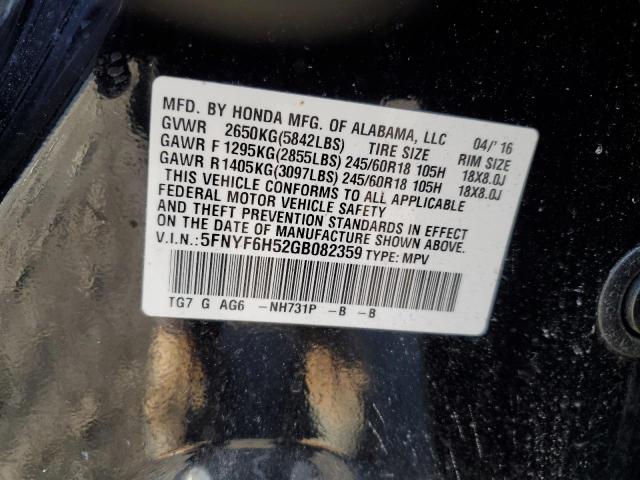 MFD. BY HONDA MFG. OF ALABAMA, LLC 04/'16
GVWR 2650KG(5842LBS) TIRE SIZE RIM SIZE
GAWR F 1295KG(2855LBS) 245/60R18 105H 18X8.0J
GAWR R 1405KG(3097LBS) 245/60R18 105H 18X8.0J
THIS VEHICLE CONFORMS TO ALL APPLICABLE
FEDERAL MOTOR VEHICLE SAFETY
AND THEFT PREVENTION STANDARDS IN EFFECT
ON THE DATE OF MANUFACTURE SHOWN ABOVE.
V.I.N.: 5FNYF6H52GB082359 TYPE: MPV
TG7 G AG6 -NH731P -B -B